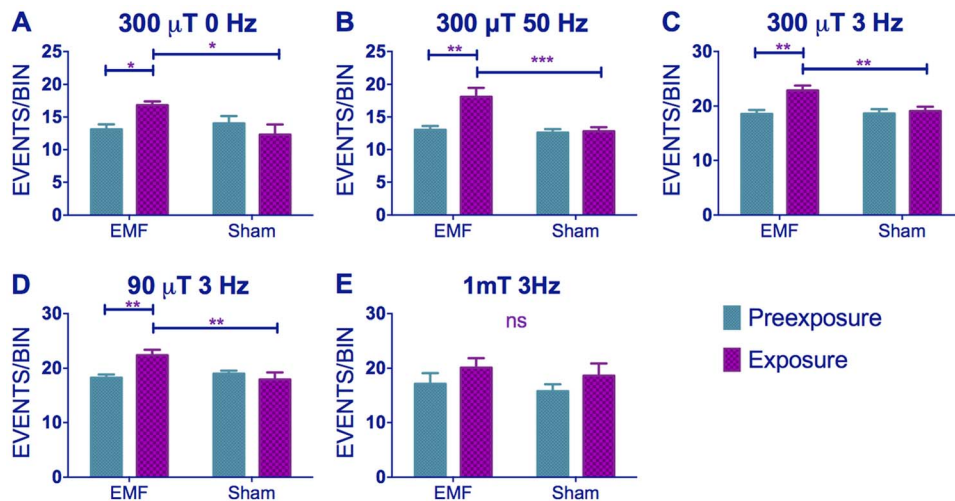 A 300 μT 0 Hz
EVENTS/BIN
25
20
15
10
5
0
*
*
EMF Sham
B 300 μT 50 Hz
EVENTS/BIN
25
20
15
10
5
0
**
***
EMF Sham
C 300 μT 3 Hz
EVENTS/BIN
30
20
10
0
**
**
EMF Sham
D 90 μT 3 Hz
EVENTS/BIN
30
20
10
0
**
**
EMF Sham
E 1mT 3Hz
EVENTS/BIN
30
20
10
0
ns
EMF Sham
Preexposure
Exposure